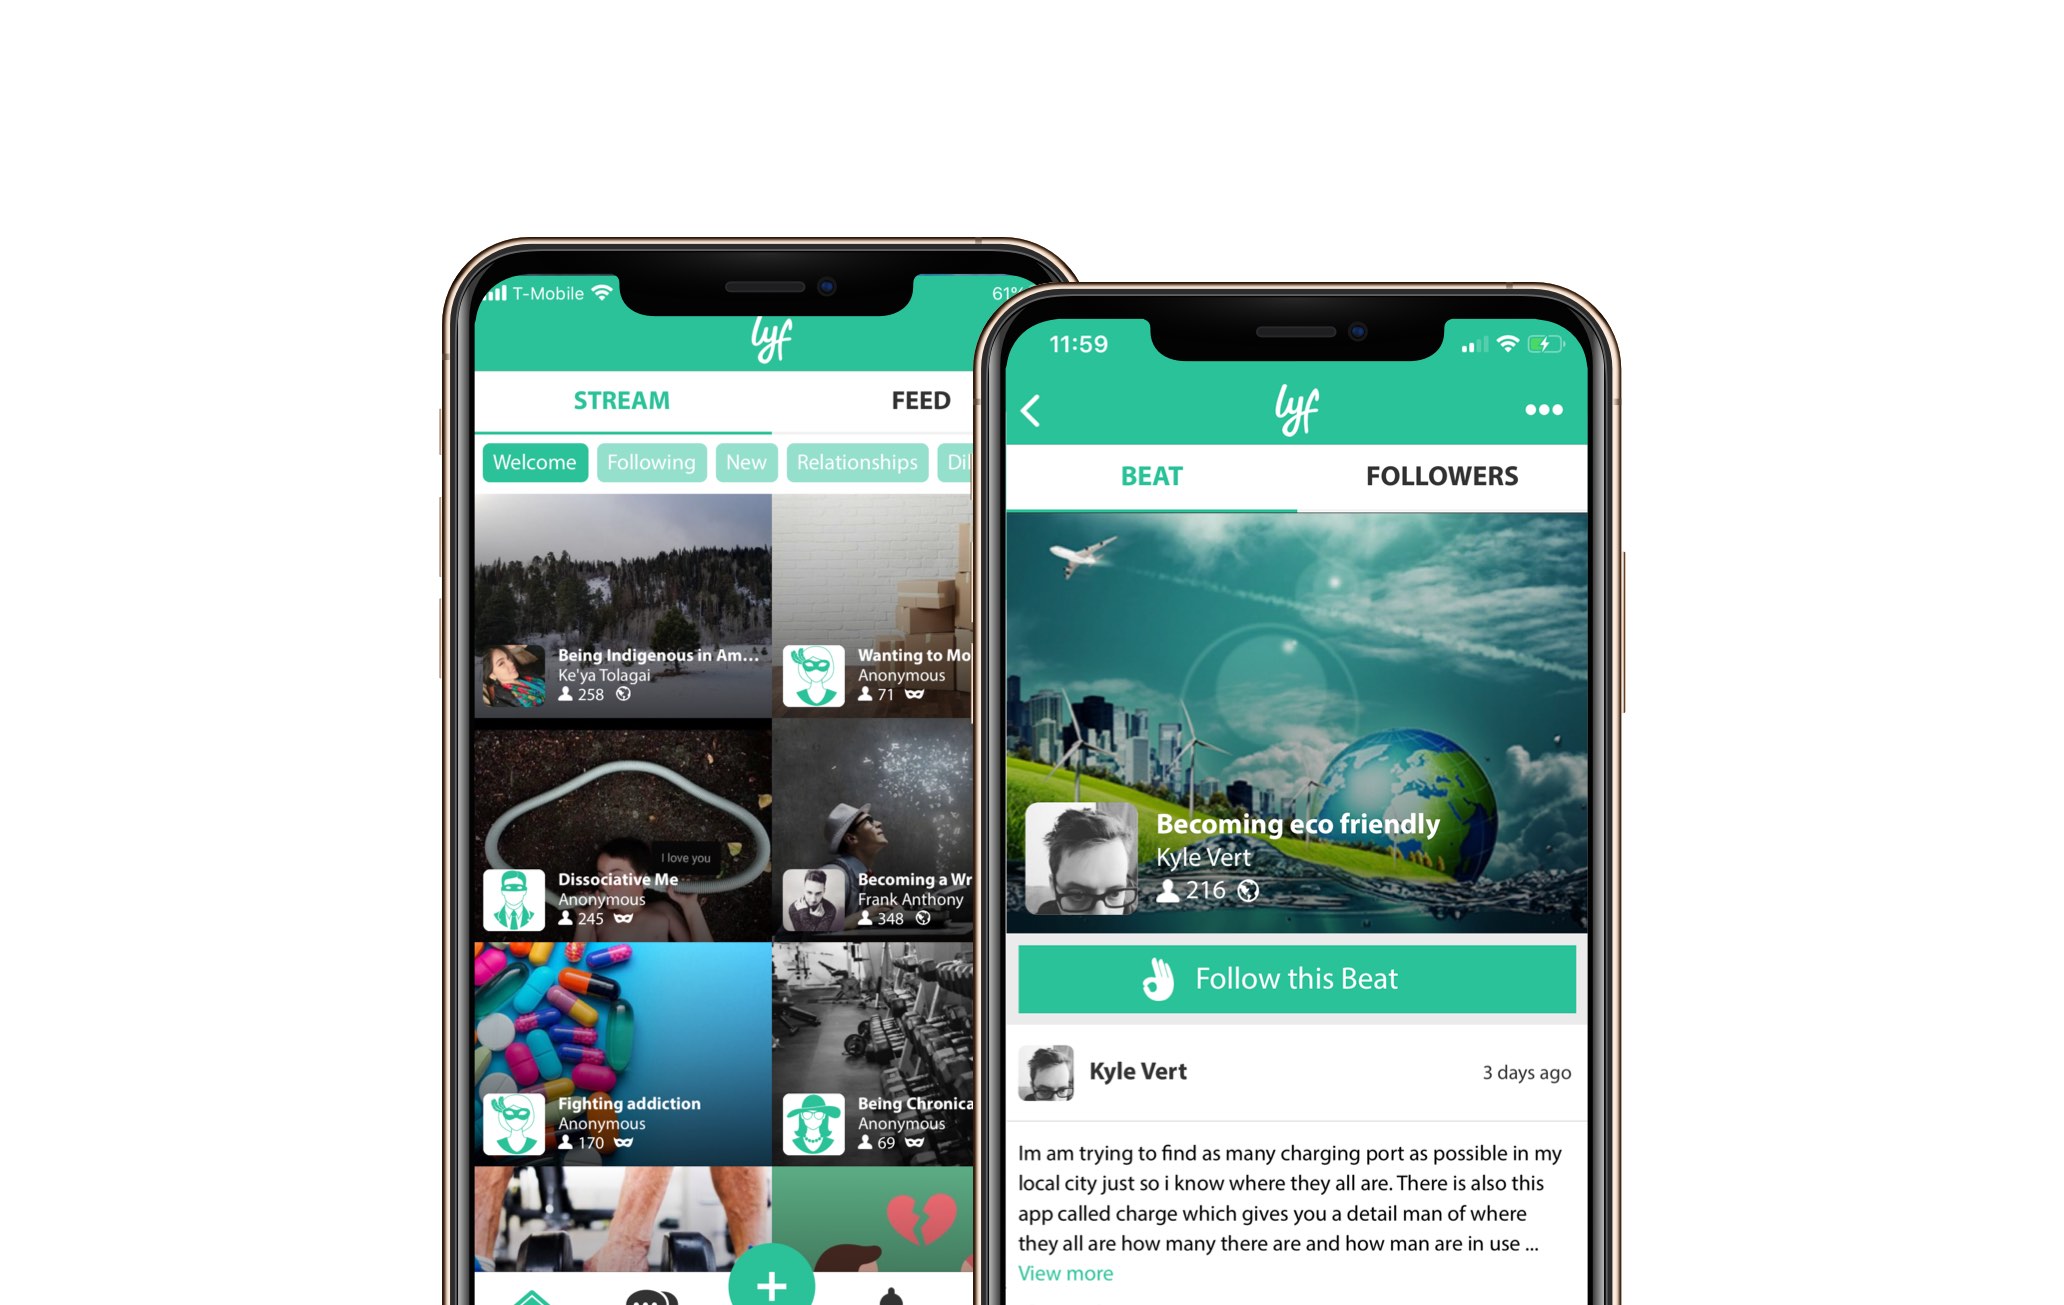 T-Mobile
61%
lyf
STREAM
FEED
Welcome
Following
New
Relationships
Being Indigenous in Am...
Ke'ya Tolagai
258
Wanting to Mo
Anonymous
71
I love you
Dissociative Me
Anonymous
245
Becoming a Wr
Frank Anthony
348
Fighting addiction
Anonymous
170
Being Chronica
Anonymous
69
11:59
lyf
BEAT
FOLLOWERS
Becoming eco friendly
Kyle Vert
216
Follow this Beat
Kyle Vert
3 days ago
Im am trying to find as many charging port as possible in my
local city just so i know where they all are. There is also this
app called charge which gives you a detail man of where
they all are how many there are and how man are in use ...
View more